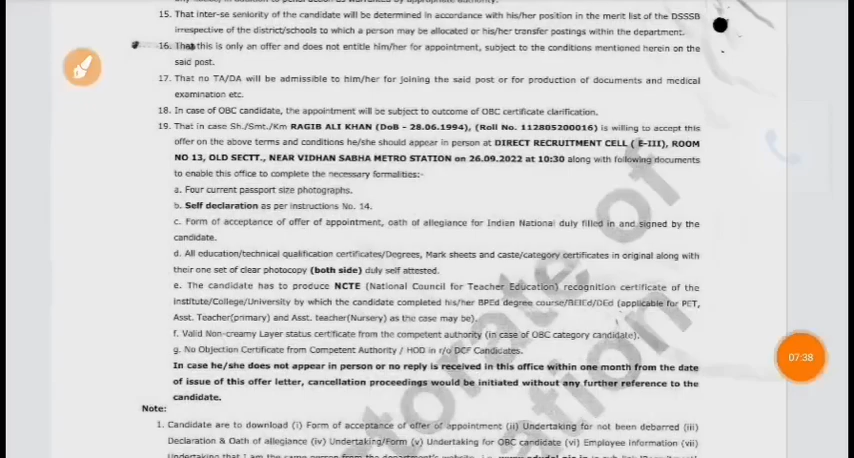 15. That inter-se seniority of the candidate will be determined in accordance with his/her position in the merit list of the DSSSB
irrespective of the district/schools to which a person may be allocated or his/her transfer postings within the department.
16. That this is only an offer and does not entitle him/her for appointment, subject to the conditions mentioned herein on the
said post.
17. That no TA/DA will be admissible to him/her for joining the said post or for production of documents and medical
examination etc.
18. In case of OBC candidate, the appointment will be subject to outcome of OBC certificate clarification.
19. That in case Sh./Smt./Km RAGIB ALI KHAN (DoB - 28.06.1994), (Roll No. 112805200016) is willing to accept this
offer on the above terms and conditions he/she should appear in person at DIRECT RECRUITMENT CELL ( E-III), ROOM
NO 13, OLD SECTT., NEAR VIDHAN SABHA METRO STATION on 26.09.2022 at 10:30 along with following documents
to enable this office to complete the necessary formalities:-
a. Four current passport size photographs.
b. Self declaration as per instructions No. 14.
c. Form of acceptance of offer of appointment, oath of allegiance for Indian National duly filled in and signed by the
candidate.
d. All education/technical qualification certificates/Degrees, Mark sheets and caste/category certificates in original along with
their one set of clear photocopy (both side) duly self attested.
e. The candidate has to produce NCTE (National Council for Teacher Education) recognition certificate of the
Institute/College/University by which the candidate completed his/her BPEd degree course/BElEd/DEd (applicable for PET,
Asst. Teacher(primary) and Asst. teacher(Nursery) as the case may be).
f. Valid Non-creamy Layer status certificate from the competent authority (in case of OBC category candidate).
g. No Objection Certificate from Competent Authority / HOD in r/o DCF Candidates.
In case he/she does not appear in person or no reply is received in this office within one month from the date
of issue of this offer letter, cancellation proceedings would be initiated without any further reference to the
candidate.
Note:
1. Candidate are to download (i) Form of acceptance of offer of appointment (ii) Undertaking for not been debarred (iii)
Declaration & Oath of allegiance (iv) Undertaking/Form (v) Undertaking for OBC candidate (vi) Employee Information (vii)
Undertaking that I am the same person from the department's website
07:38
torate of
ation